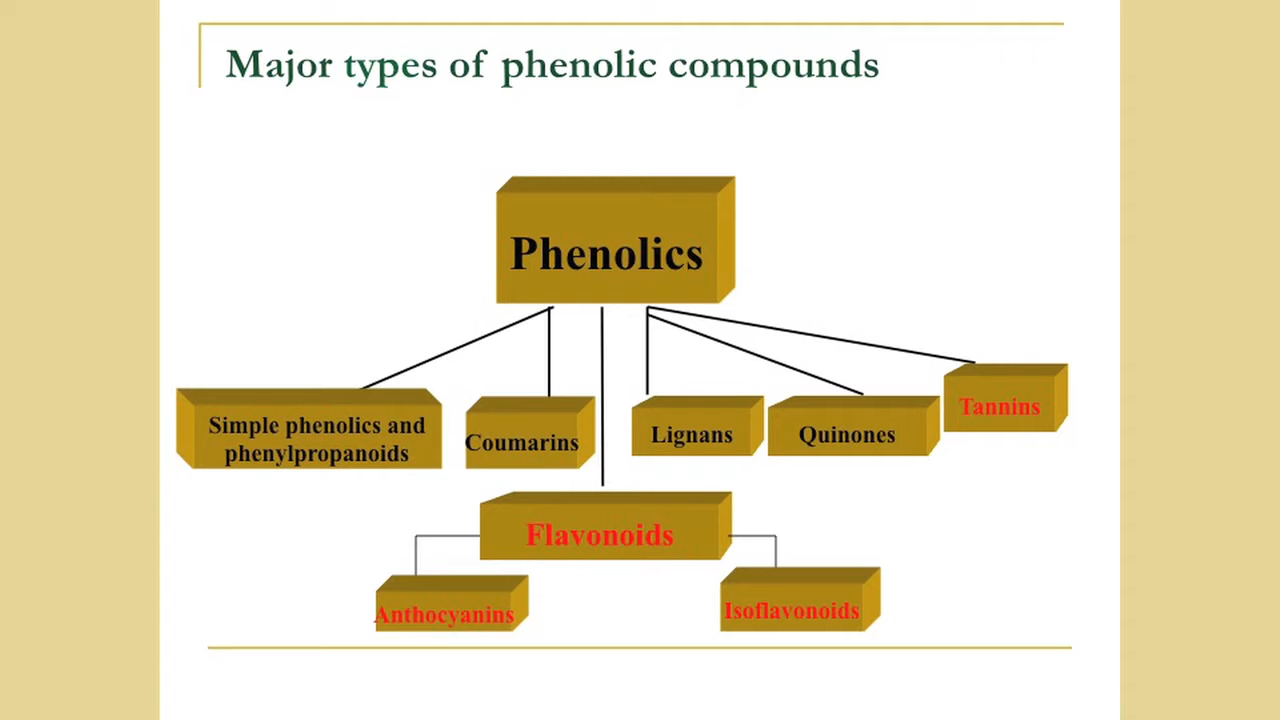 Major types of phenolic compounds
Phenolics
Simple phenolics and
phenylpropanoids
Coumarins
Lignans
Quinones
Tannins
Flavonoids
Anthocyanins
Isoflavonoids